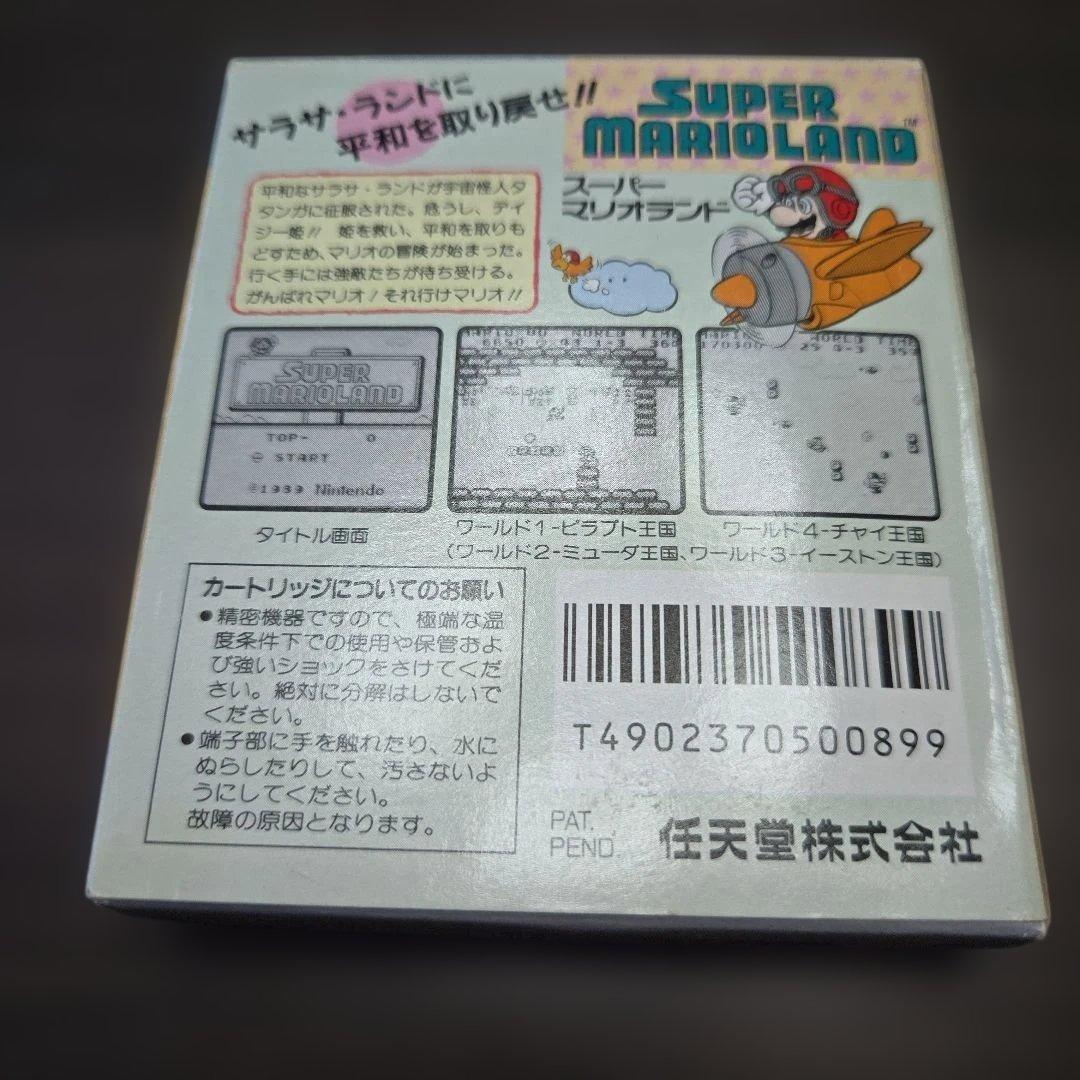 サラサ・ランドに
平和を取り戻せ!!
SUPER
MARIOLAND™
スーパー
マリオランド
平和なサラサ・ランドが宇宙怪人タ
タンガに征服された。危うし、デイ
ジー姫!! 姫を救い、平和を取りも
どすため、マリオの冒険が始まった。
行く手には強敵たちが待ち受ける。
がんばれマリオ!それ行けマリオ!!
SUPER
MARIOLAND
TOP- 0
START
©1989 Nintendo
タイトル画面
WORLD TIME
6650 43 1-3
ワールド1-ビラプト王国
WORLD TIM
170300 25 4-3
ワールド4-チャイ王国
(ワールド2-ミューダ王国、ワールド3-イーストン王国)
カートリッジについてのお願い
●精密機器ですので、極端な温
度条件下での使用や保管およ
び強いショックをさけてくだ
さい。絶対に分解はしないで
ください。
●端子部に手を触れたり、水に
ぬらしたりして、汚さないよ
うにしてください。
故障の原因となります。
T4902370500899
PAT.
PEND.
任天堂株式会社